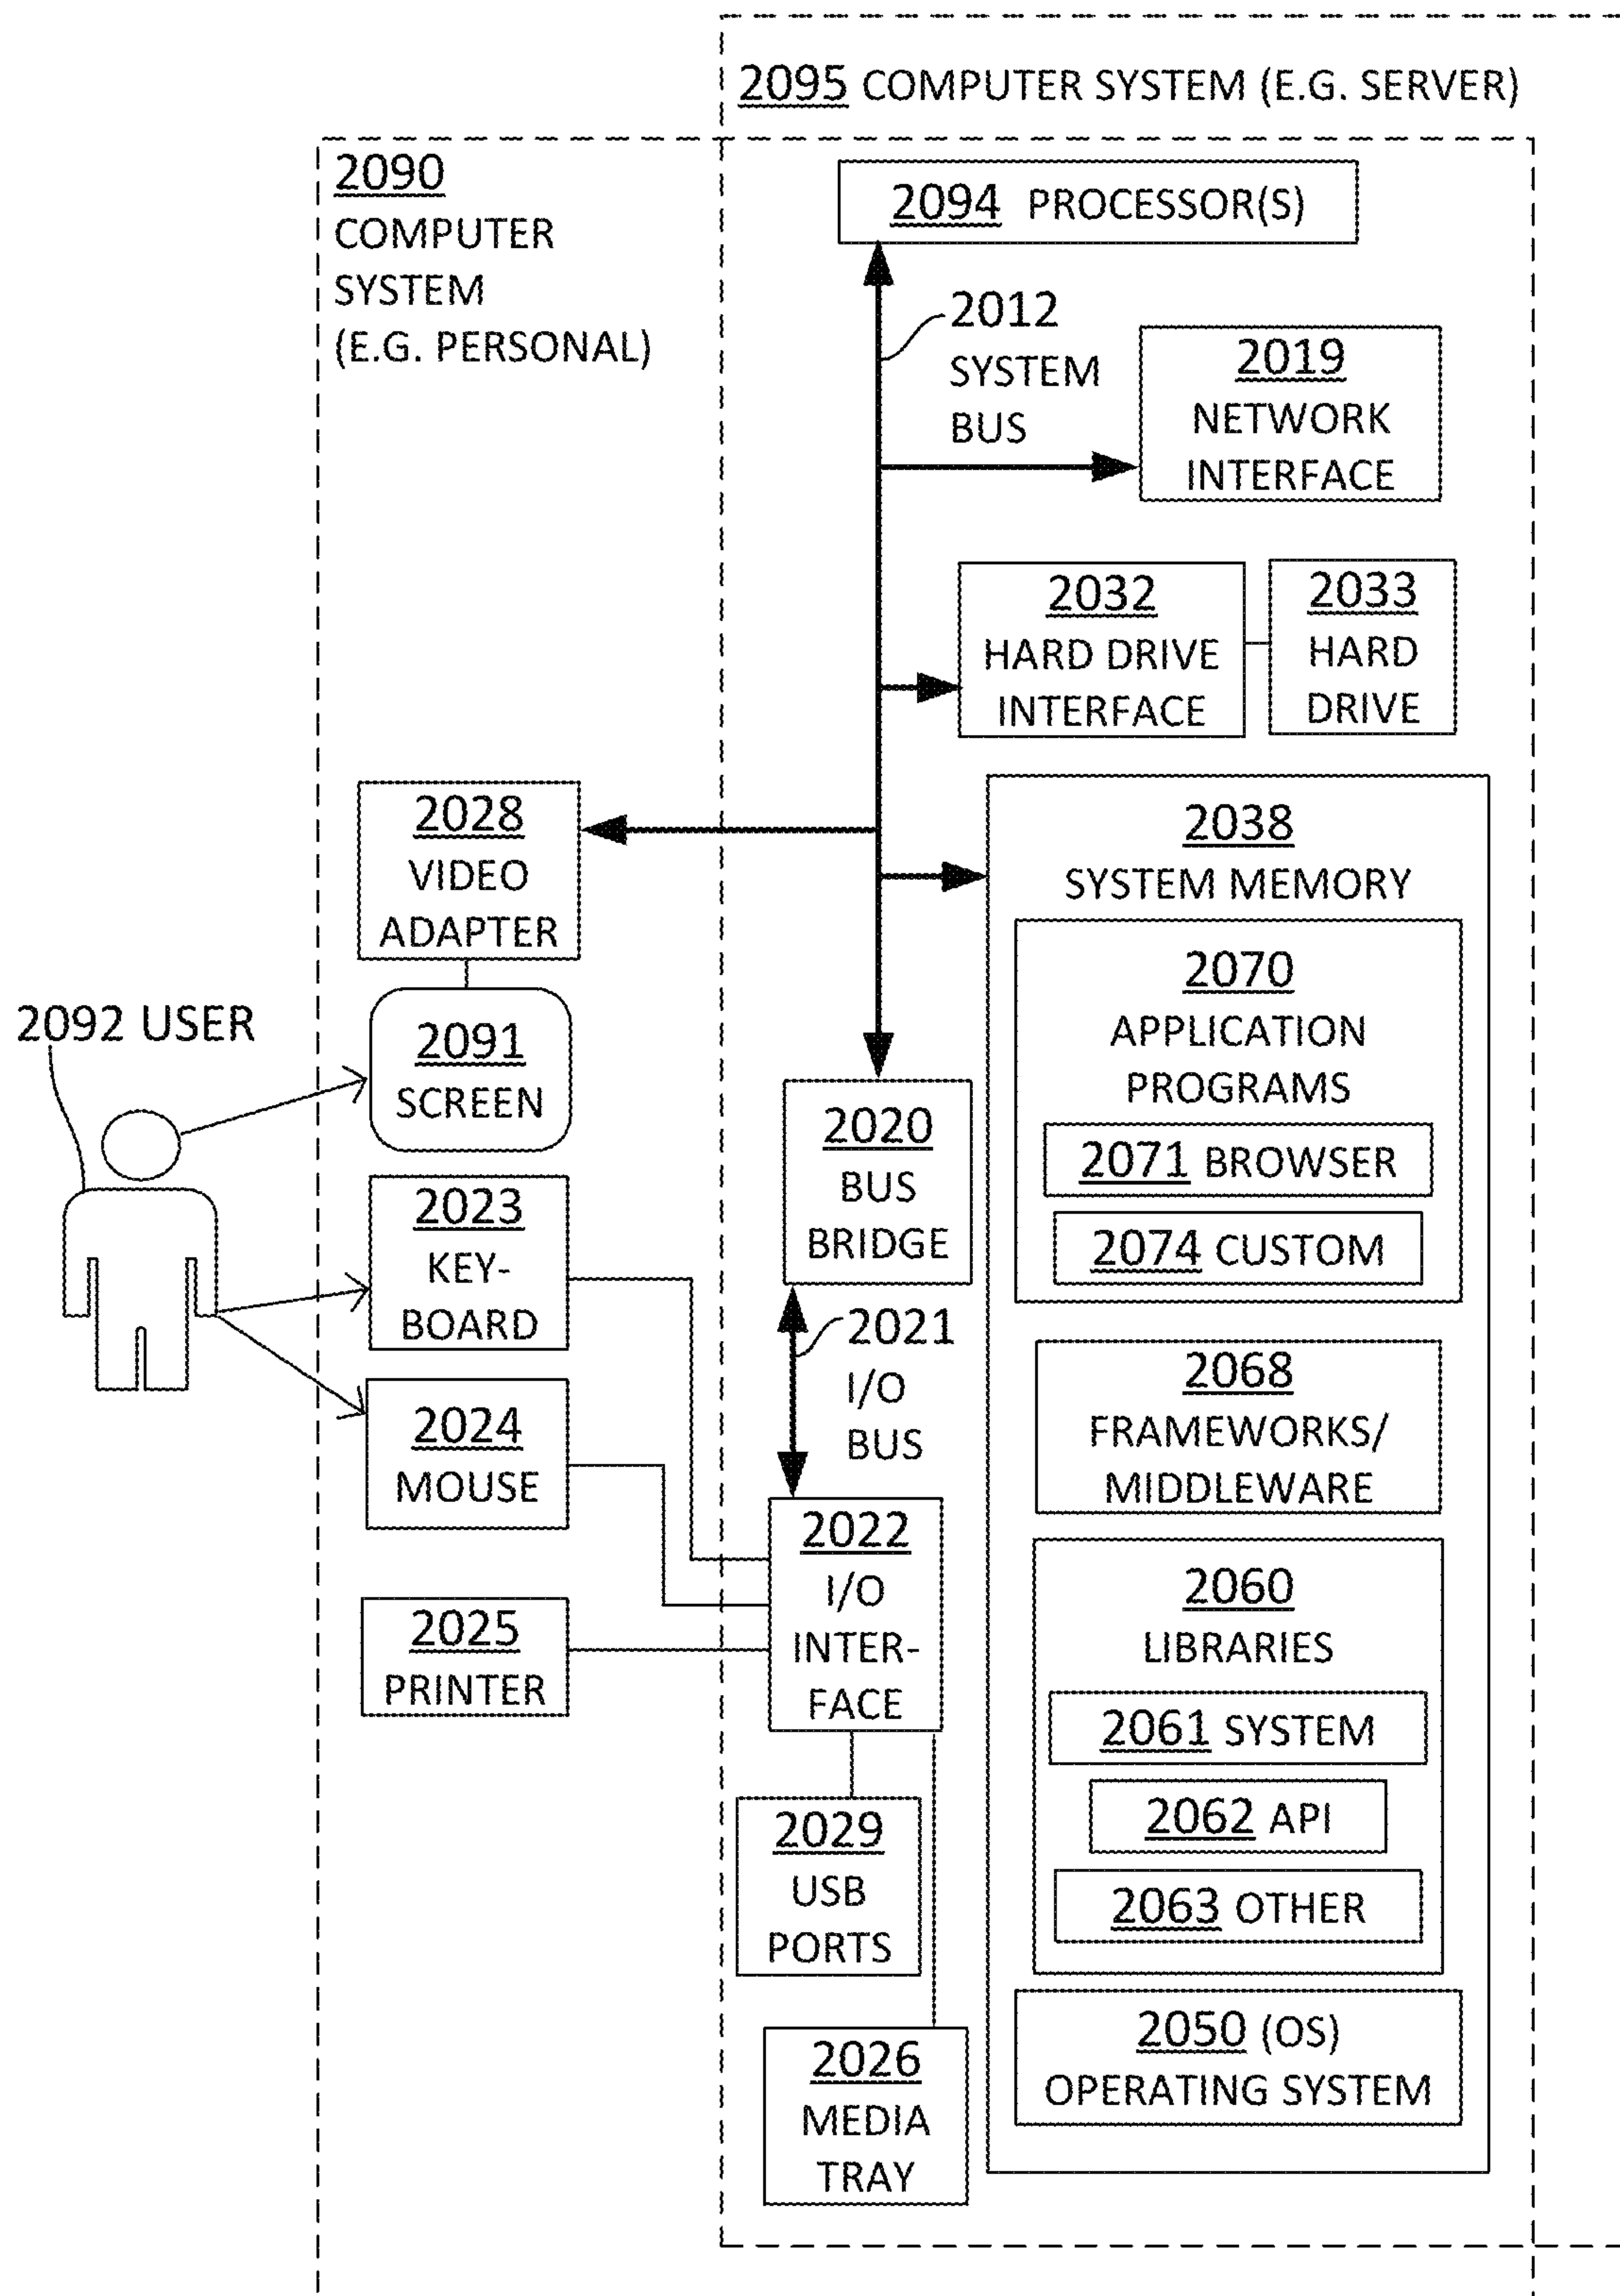 2095 COMPUTER SYSTEM (E.G. SERVER)
2090
COMPUTER
SYSTEM
(E.G. PERSONAL)
2094 PROCESSOR(S)
2012
SYSTEM
BUS
2019
NETWORK
INTERFACE
2032
HARD DRIVE
INTERFACE
2033
HARD
DRIVE
2028
VIDEO
ADAPTER
2038
SYSTEM MEMORY
2070
APPLICATION
PROGRAMS
2071 BROWSER
2074 CUSTOM
2092 USER
2091
SCREEN
2020
BUS
BRIDGE
2023
KEY-
BOARD
2021
I/O
BUS
2024
MOUSE
2068
FRAMEWORKS/
MIDDLEWARE
2022
I/O
INTER-
FACE
2025
PRINTER
2060
LIBRARIES
2061 SYSTEM
2062 API
2063 OTHER
2029
USB
PORTS
2050 (OS)
OPERATING SYSTEM
2026
MEDIA
TRAY